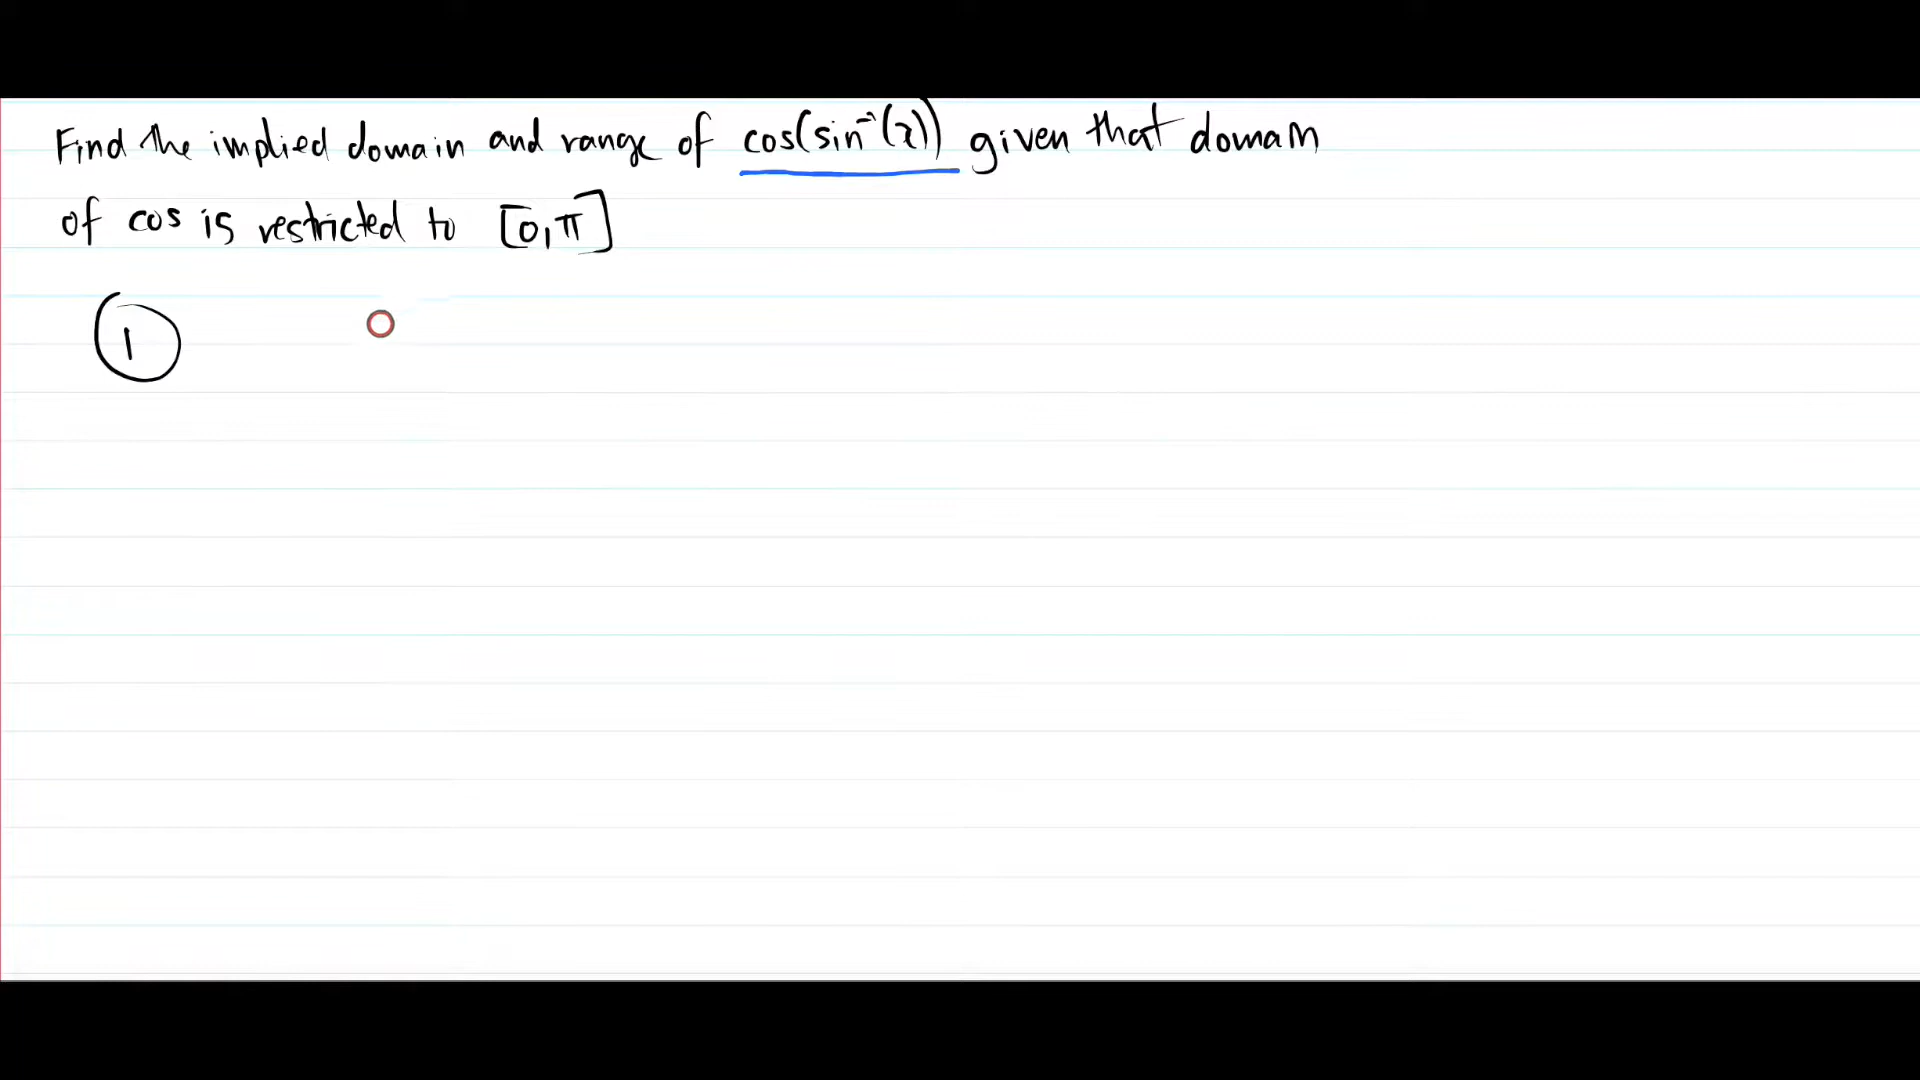 Find the implied domain and range of cos(sin⁻¹(x)) given that domain
of cos is restricted to [0,π]
1